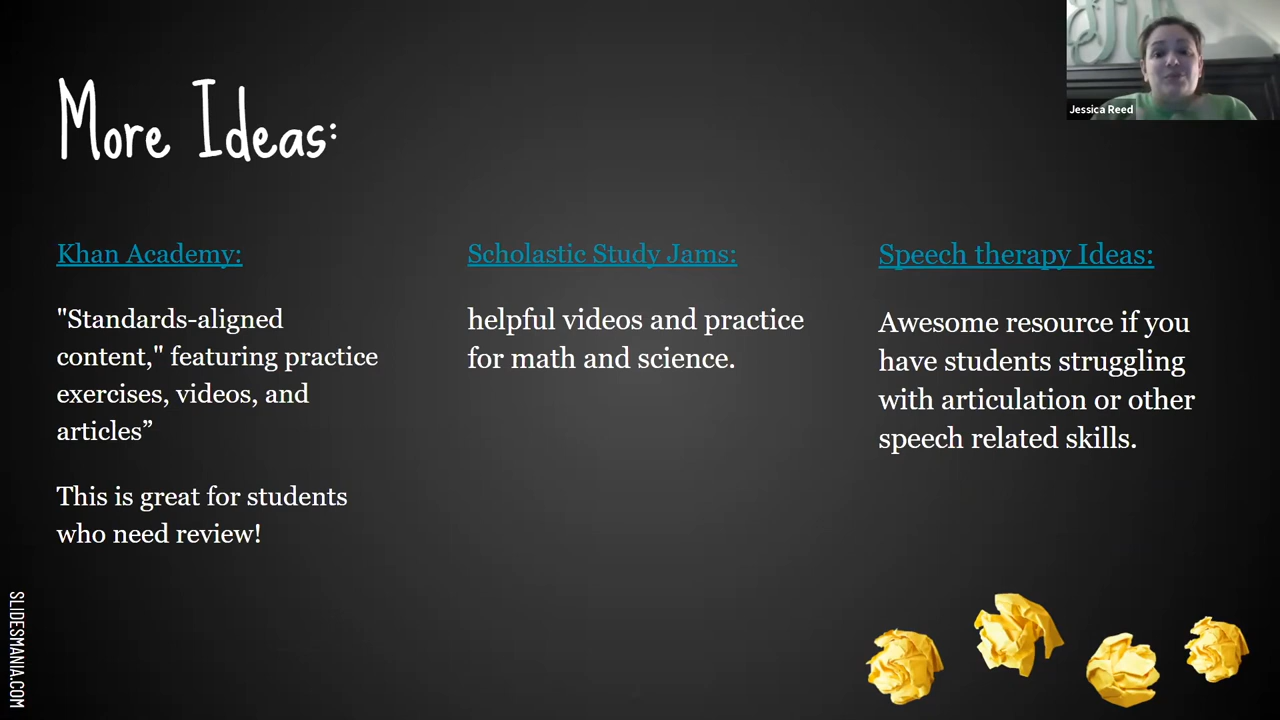 More Ideas:
Jessica Reed
Khan Academy:
"Standards-aligned
content," featuring practice
exercises, videos, and
articles”
This is great for students
who need review!
Scholastic Study Jams:
helpful videos and practice
for math and science.
Speech therapy Ideas:
Awesome resource if you
have students struggling
with articulation or other
speech related skills.
SLIDESMANIA.COM